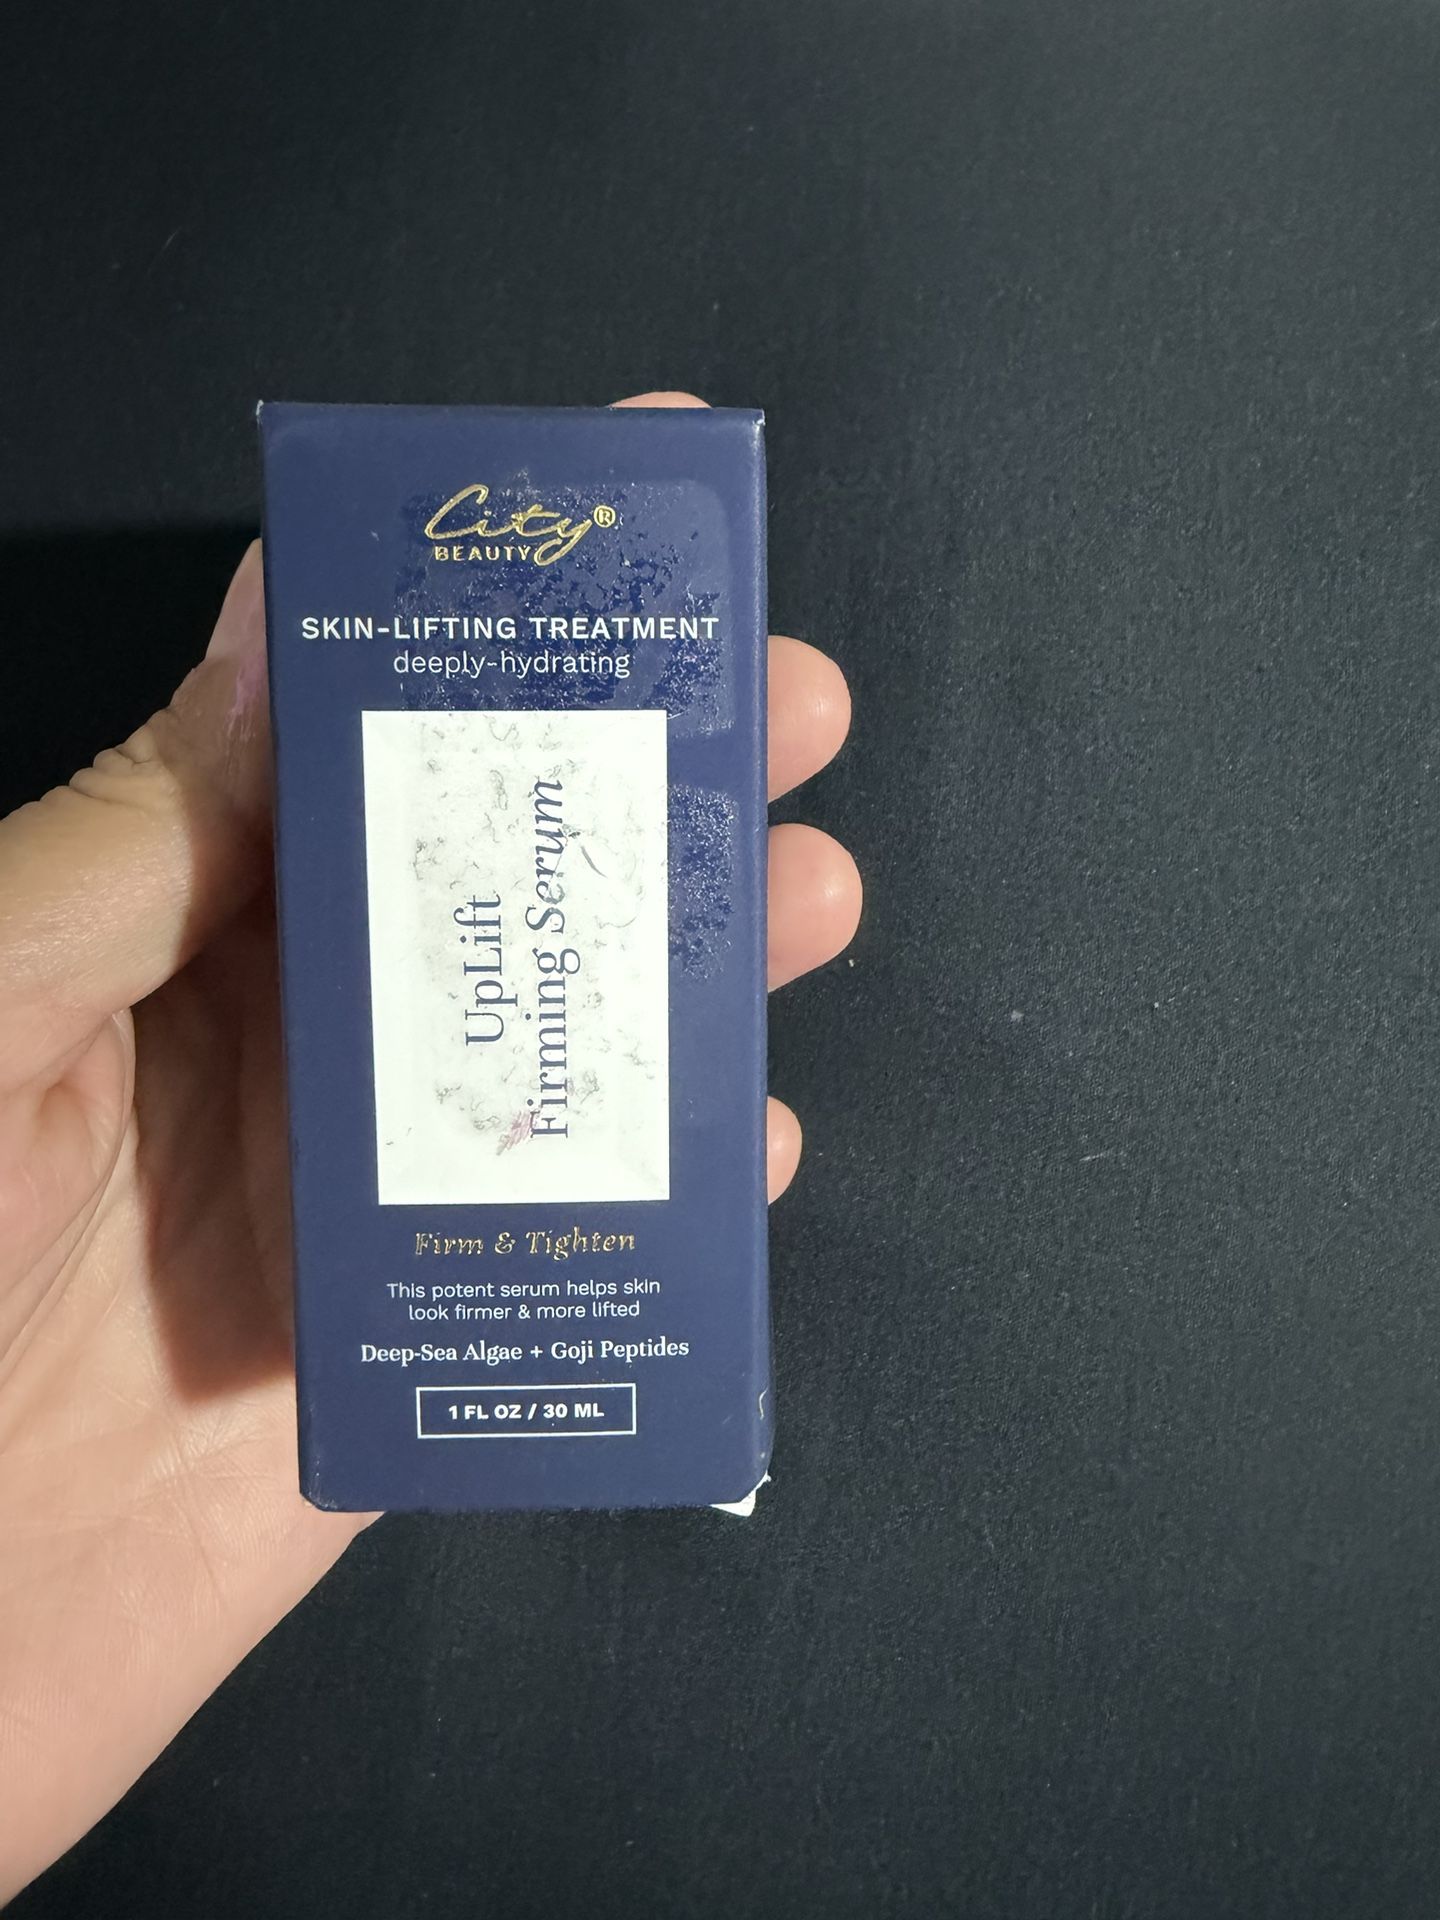 City®
BEAUTY
SKIN-LIFTING TREATMENT
deeply-hydrating
UpLift
Firming Serum
Firm & Tighten
This potent serum helps skin
look firmer & more lifted
Deep-Sea Algae + Goji Peptides
1 FL OZ / 30 ML